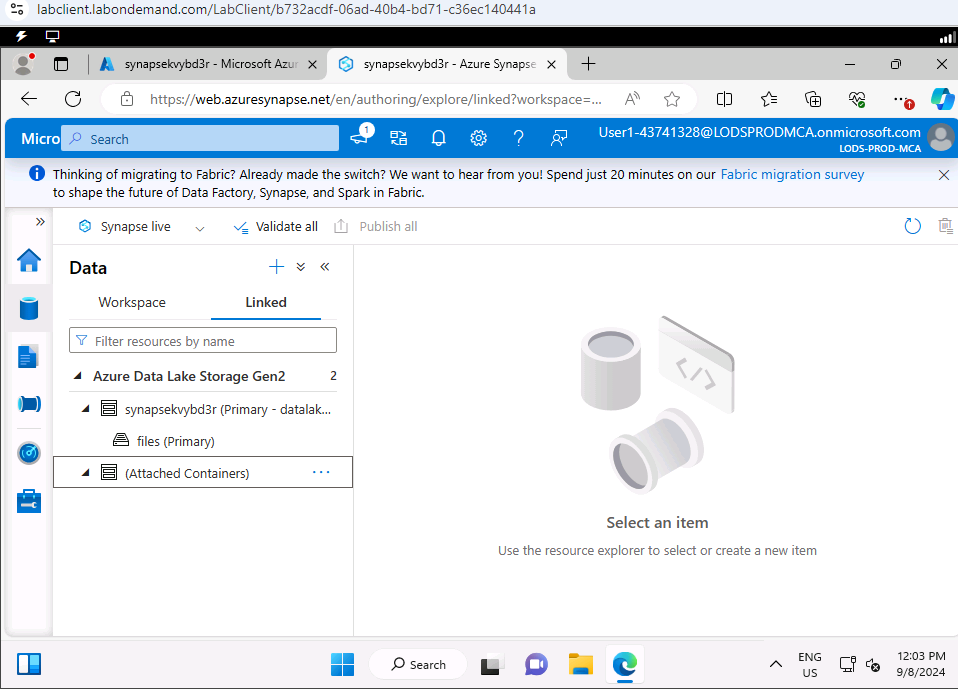 labclient.labondemand.com/LabClient/b732acdf-06ad-40b4-bd71-c36ec140441a
synapsekvybd3r - Microsoft Azur
synapsekvybd3r - Azure Synapse
https://web.azuresynapse.net/en/authoring/explore/linked?workspace=...
Micro
Search
1
User1-43741328@LODSPRODMCA.onmicrosoft.com
LODS-PROD-MCA
Thinking of migrating to Fabric? Already made the switch? We want to hear from you! Spend just 20 minutes on our Fabric migration survey
to shape the future of Data Factory, Synapse, and Spark in Fabric.
Synapse live
Validate all
Publish all
Data
Workspace
Linked
Filter resources by name
Azure Data Lake Storage Gen2 2
synapsekvybd3r (Primary - datalak...
files (Primary)
(Attached Containers) ...
Select an item
Use the resource explorer to select or create a new item
Search
ENG
US
12:03 PM
9/8/2024